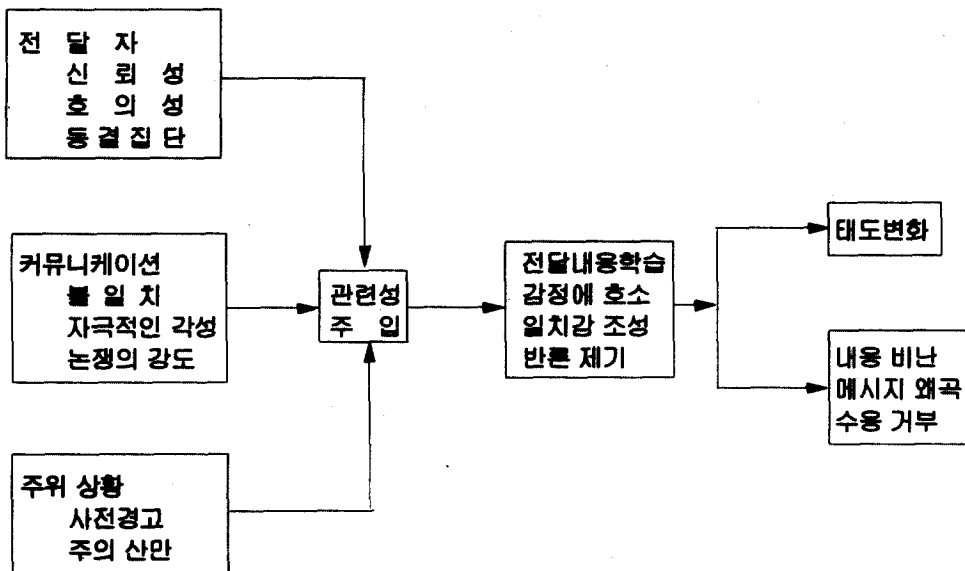 전 달 자
신 뢰 성
호 의 성
동결집단
커뮤니케이션
불 일 치
자극적인 각성
논쟁의 강도
주위 상황
사전경고
주의 산만
관련성
주 입
전달내용학습
감정에 호소
일치감 조성
반론 제기
태도변화
내용 비난
메시지 왜곡
수용 거부